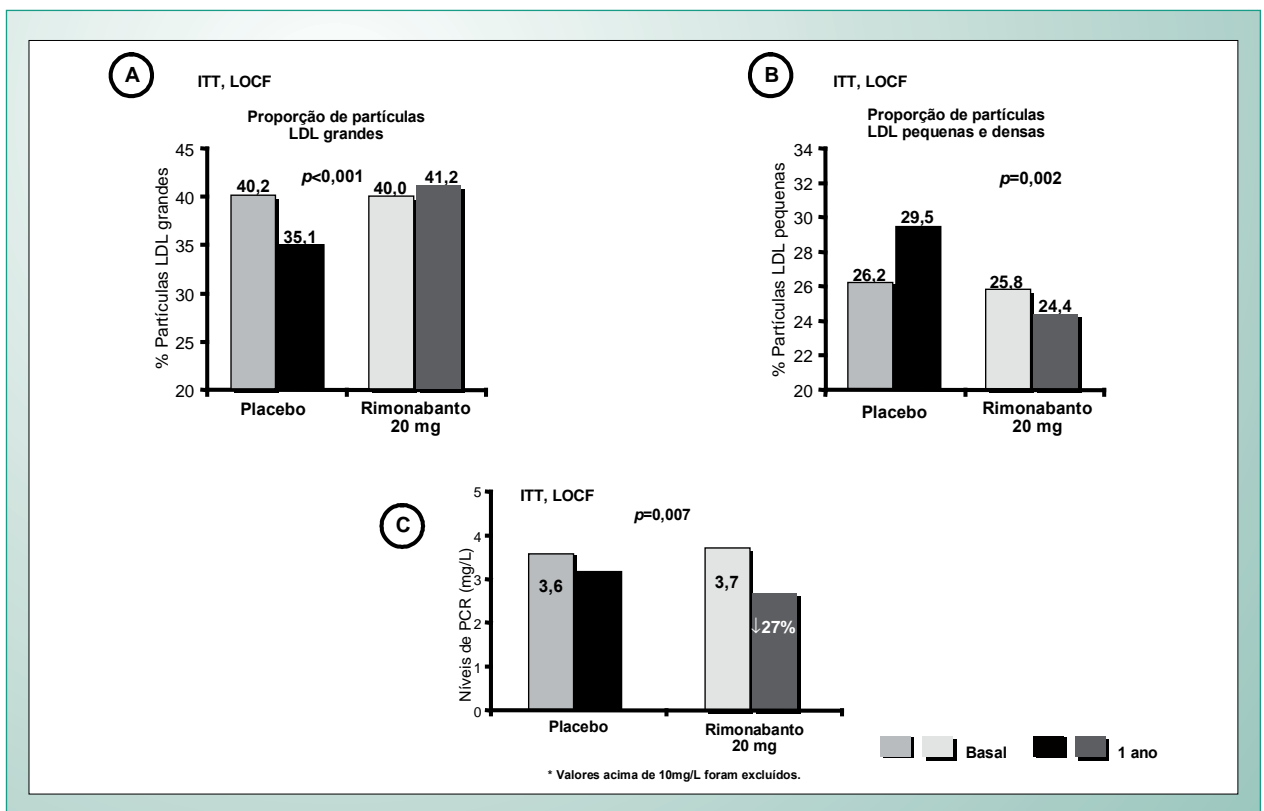 A
ITT, LOCF
Proporção de partículas
LDL grandes
% Partículas LDL grandes
45
40
35
30
25
20
p<0,001
40,2
35,1
40,0
41,2
Placebo
Rimonabanto
20 mg
B
ITT, LOCF
Proporção de partículas
LDL pequenas e densas
% Partículas LDL pequenas
34
32
30
28
26
24
22
20
p=0,002
26,2
29,5
25,8
24,4
Placebo
Rimonabanto
20 mg
C
ITT, LOCF
Níveis de PCR (mg/L)
5
4
3
2
1
0
p=0,007
3,6
3,7
↓27%
Placebo
Rimonabanto
20 mg
Basal
1 ano
* Valores acima de 10mg/L foram excluídos.